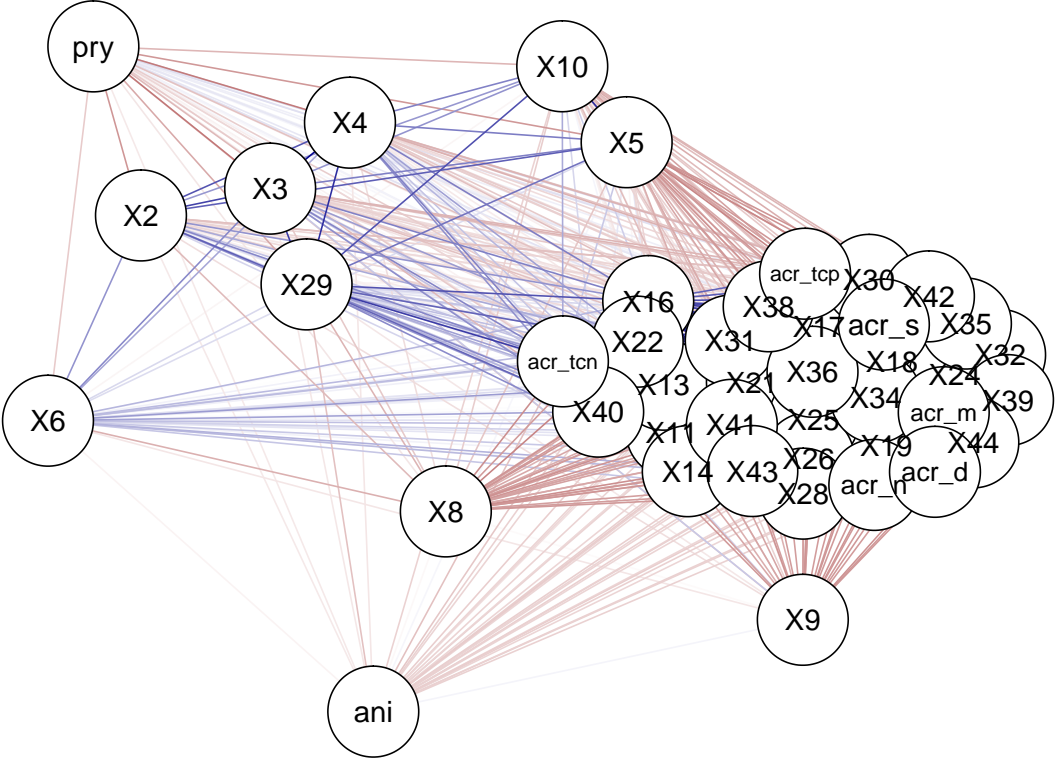 pry
X10
X4
X5
X3
X2
X29
acr_tcp
X30
X42
X16
X38
X35
X17
acr_s
X31
X22
X32
acr_tcn
X18
X36
X24
X13
X21
X34
X39
X40
acr_m
X6
X25
X41
X11
X44
X19
X26
X14
X43
acr_d
acr_n
X28
X8
X9
ani